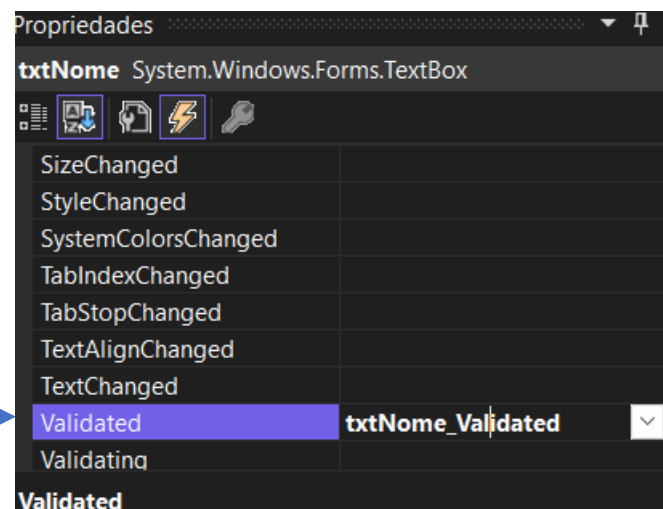 Propriedades
txtNome System.Windows.Forms.TextBox
SizeChanged
StyleChanged
SystemColorsChanged
TabIndexChanged
TabStopChanged
TextAlignChanged
TextChanged
Validated txtNome_Validated
Validating
Validated